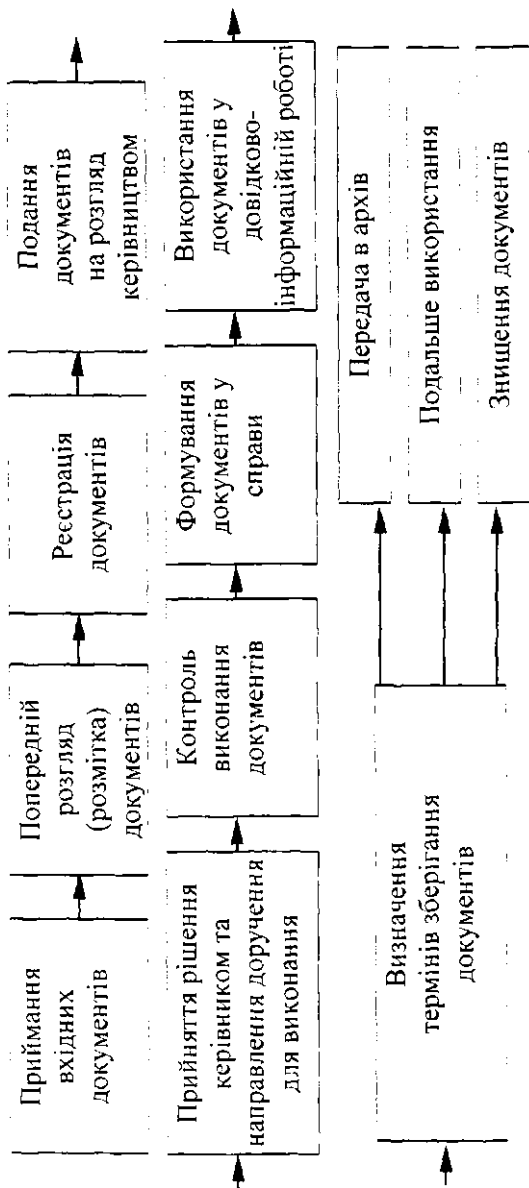 Приймання
вхідних
документів
Попередній
розгляд
(розмітка)
документів
Реєстрація
документів
Подання
документів
на розгляд
керівництвом
Прийняття рішення
керівником та
направлення доручення
для виконання
Контроль
виконання
документів
Формування
документів у
справи
Використання
документів у
довідково-
інформаційній роботі
Визначення
термінів зберігання
документів
Передача в архів
Подальше використання
Знищення документів